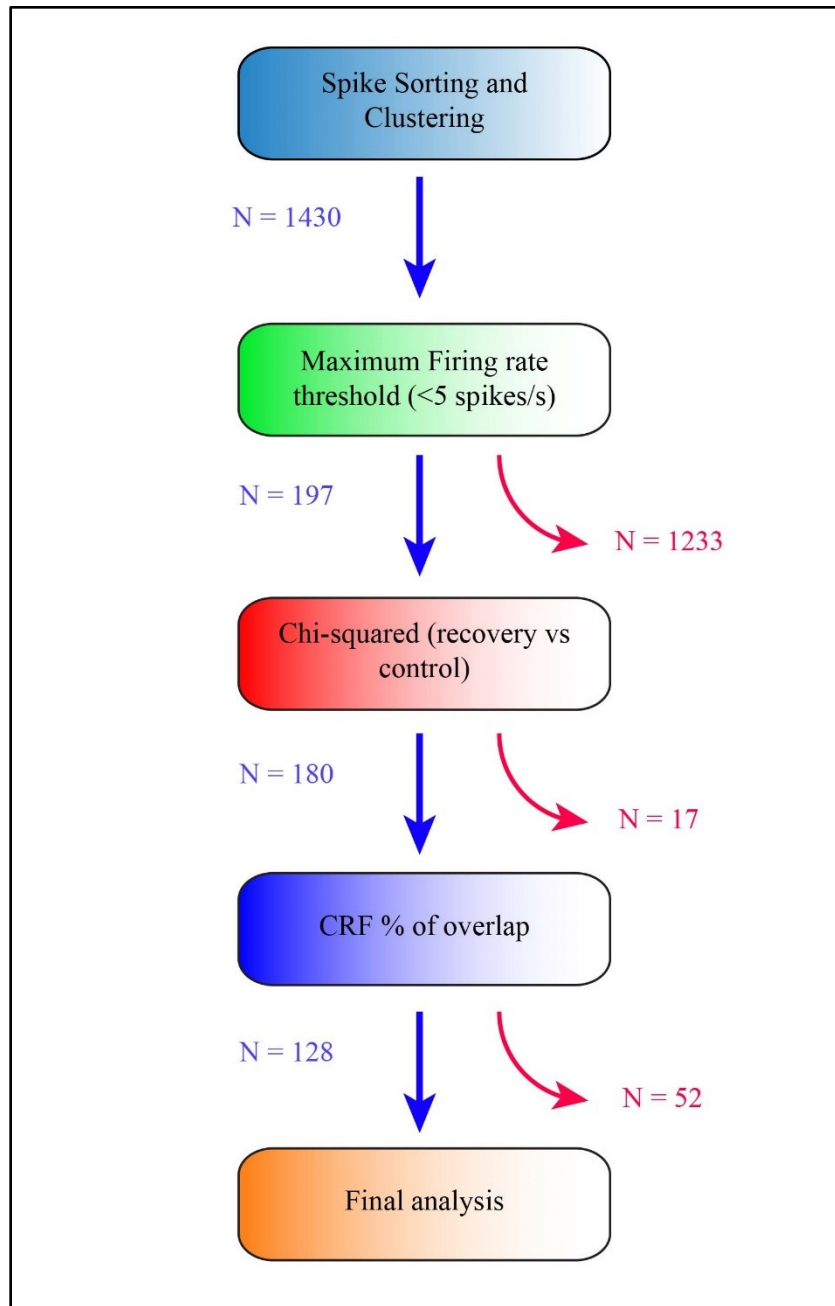 Spike Sorting and
Clustering
N = 1430
Maximum Firing rate
threshold (<5 spikes/s)
N = 197
N = 1233
Chi-squared (recovery vs
control)
N = 180
N = 17
CRF % of overlap
N = 128
N = 52
Final analysis